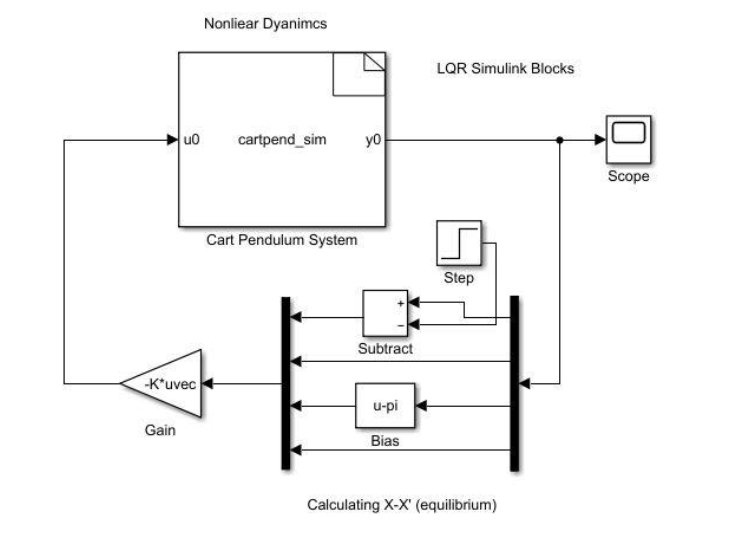 Nonliear Dyanimcs
LQR Simulink Blocks
u0
cartpend_sim
y0
Scope
Cart Pendulum System
Step
+
−
Subtract
-K*uvec
u-pi
Gain
Bias
Calculating X-X' (equilibrium)